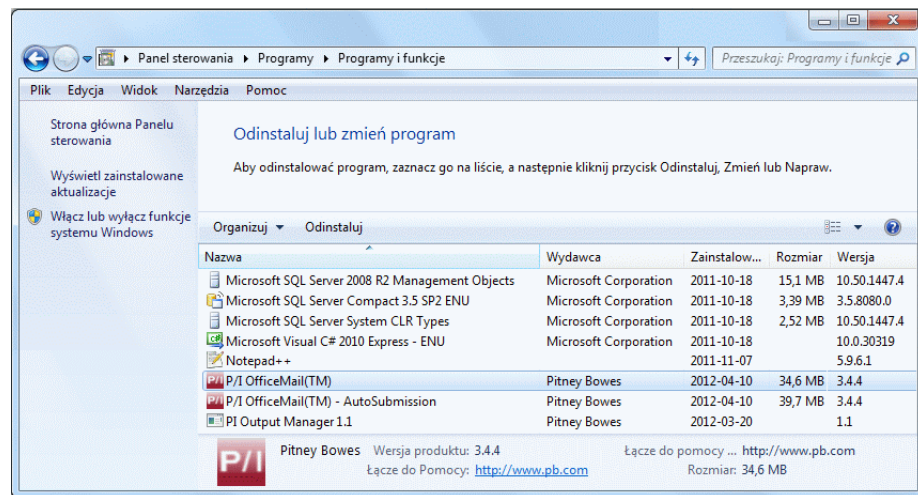 Panel sterowania ▸ Programy ▸ Programy i funkcje
Przeszukaj: Programy i funkcje
Plik Edycja Widok Narzędzia Pomoc
Strona główna Panelu
sterowania
Wyświetl zainstalowane
aktualizacje
Włącz lub wyłącz funkcje
systemu Windows
Odinstaluj lub zmień program
Aby odinstalować program, zaznacz go na liście, a następnie kliknij przycisk Odinstaluj, Zmień lub Napraw.
Organizuj Odinstaluj
Nazwa Wydawca Zainstalow... Rozmiar Wersja
Microsoft SQL Server 2008 R2 Management Objects Microsoft Corporation 2011-10-18 15,1 MB 10.50.1447.4
Microsoft SQL Server Compact 3.5 SP2 ENU Microsoft Corporation 2011-10-18 3,39 MB 3.5.8080.0
Microsoft SQL Server System CLR Types Microsoft Corporation 2011-10-18 2,52 MB 10.50.1447.4
Microsoft Visual C# 2010 Express - ENU Microsoft Corporation 2011-10-18 10.0.30319
Notepad++ 2011-11-07 5.9.6.1
P/I P/I OfficeMail(TM) Pitney Bowes 2012-04-10 34,6 MB 3.4.4
P/I P/I OfficeMail(TM) - AutoSubmission Pitney Bowes 2012-04-10 39,7 MB 3.4.4
PI Output Manager 1.1 Pitney Bowes 2012-03-20 1.1
P/I
Pitney Bowes Wersja produktu: 3.4.4 Łącze do pomocy ... http://www.pb.com
Łącze do Pomocy: http://www.pb.com Rozmiar: 34,6 MB